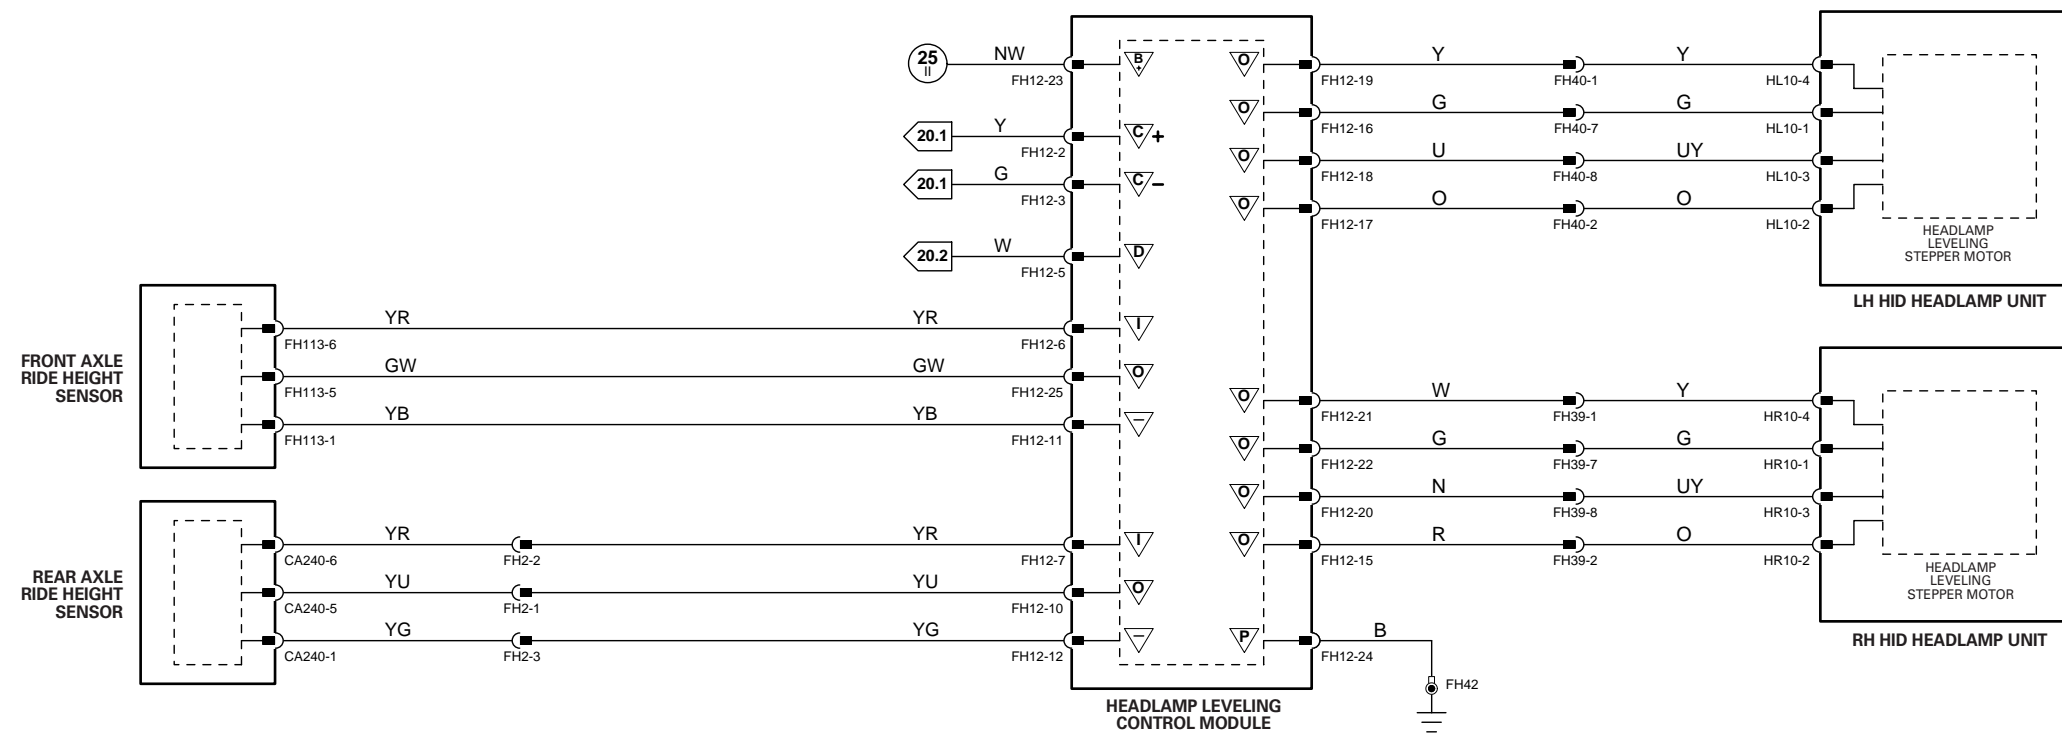 25
II
NW
FH12-23
B
+
20.1
Y
FH12-2
C +
20.1
G
FH12-3
C –
20.2
W
FH12-5
D
FRONT AXLE
RIDE HEIGHT
SENSOR
FH113-6
YR
YR
FH12-6
I
FH113-5
GW
GW
FH12-25
O
FH113-1
YB
YB
FH12-11
–
REAR AXLE
RIDE HEIGHT
SENSOR
CA240-6
YR
FH2-2
YR
FH12-7
I
CA240-5
YU
FH2-1
YU
FH12-10
O
CA240-1
YG
FH2-3
YG
FH12-12
–
HEADLAMP LEVELING
CONTROL MODULE
O
FH12-19
Y
FH40-1
Y
HL10-4
O
FH12-16
G
FH40-7
G
HL10-1
O
FH12-18
U
FH40-8
UY
HL10-3
O
FH12-17
O
FH40-2
O
HL10-2
HEADLAMP
LEVELING
STEPPER MOTOR
LH HID HEADLAMP UNIT
O
FH12-21
W
FH39-1
Y
HR10-4
O
FH12-22
G
FH39-7
G
HR10-1
O
FH12-20
N
FH39-8
UY
HR10-3
O
FH12-15
R
FH39-2
O
HR10-2
HEADLAMP
LEVELING
STEPPER MOTOR
RH HID HEADLAMP UNIT
P
FH12-24
B
FH42